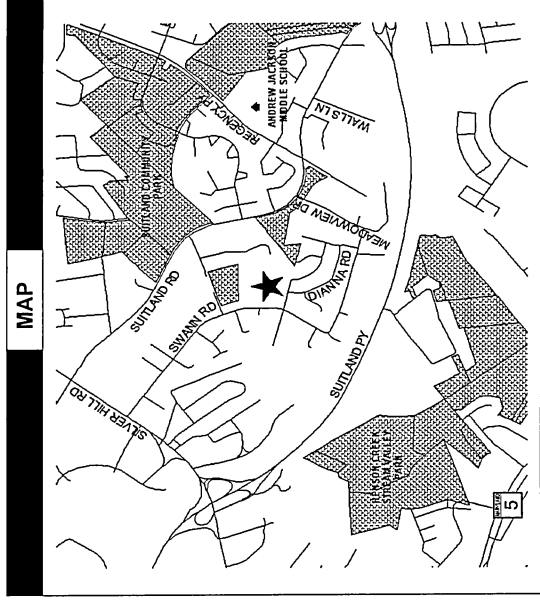 MAP
SILVER HILL RD
SUITLAND RD
SWANN RD
SUITLAND COMMUNITY
PARK
REGENCY P
ANDREW JACKSON
MIDDLE SCHOOL
WALLS LN
MEADOWVIEW DR
DIANNA RD
SUITLAND PY
HENSON CREEK
STREAM VALLEY
PARK
5